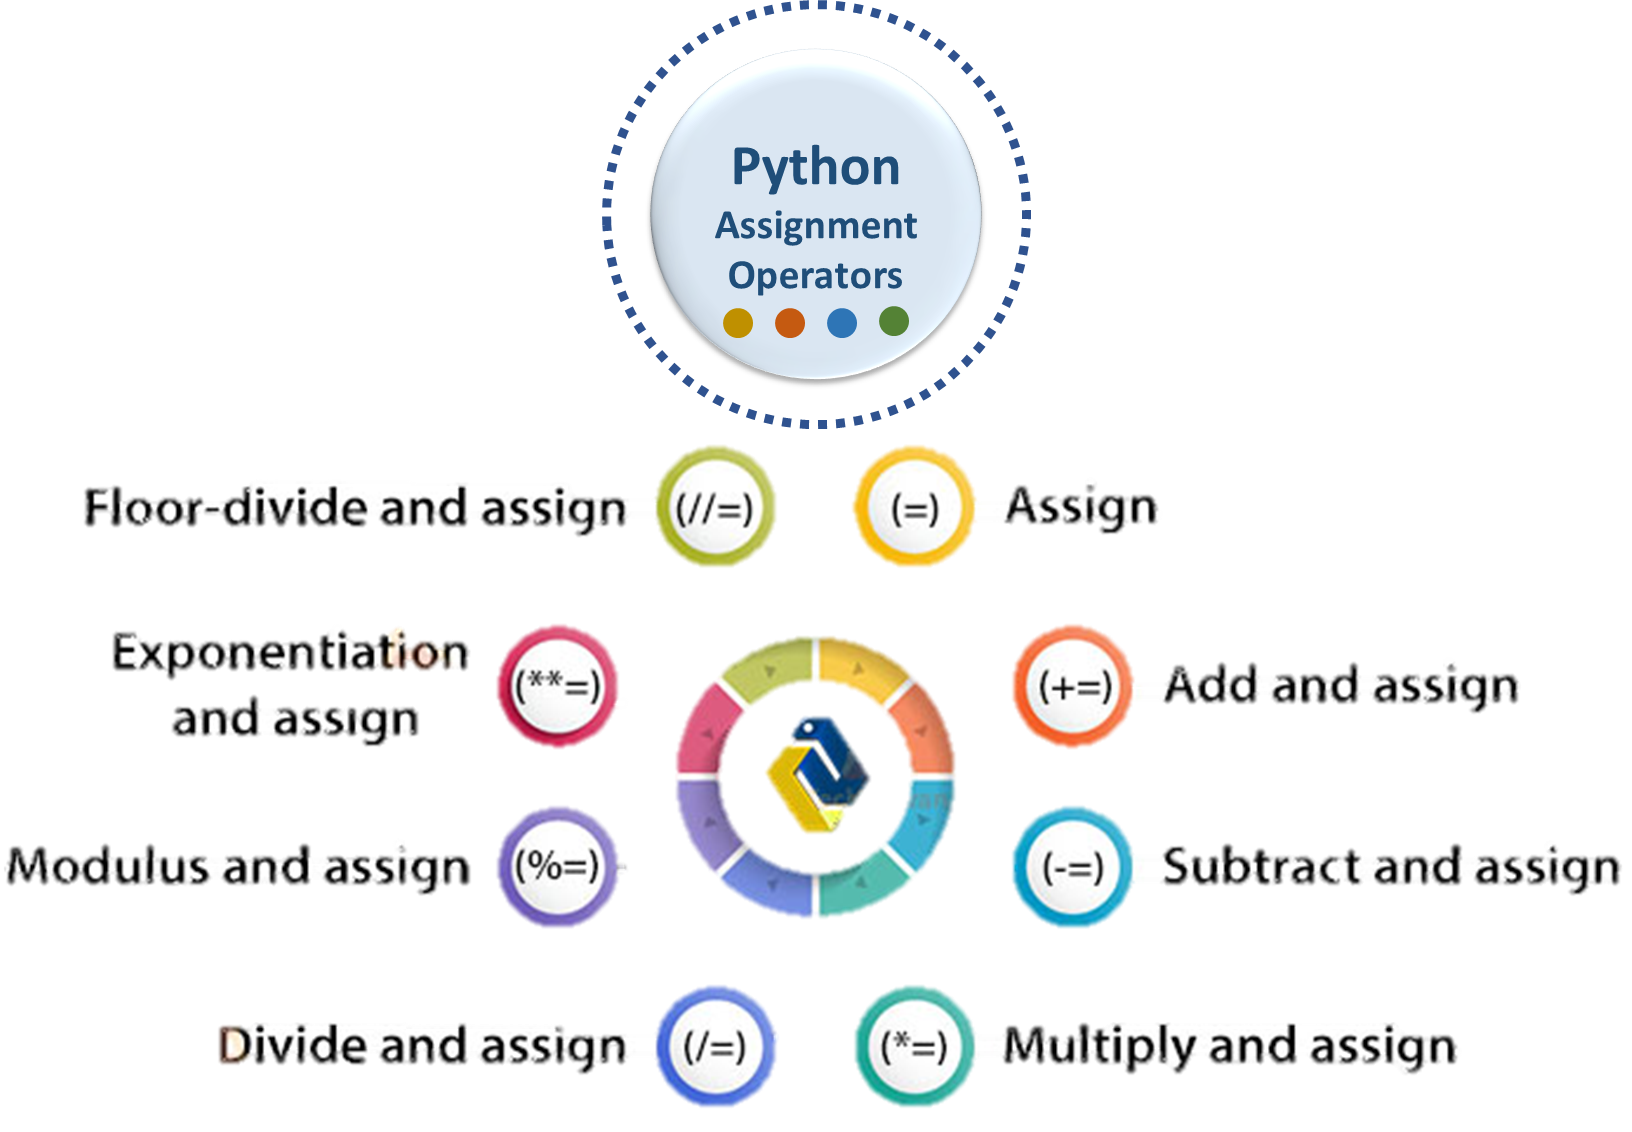 Python
Assignment
Operators
Floor-divide and assign (//=)
(=) Assign
Exponentiation
and assign
(**=)
(+=) Add and assign
Modulus and assign (%=)
(-=) Subtract and assign
Divide and assign (/=)
(*=) Multiply and assign